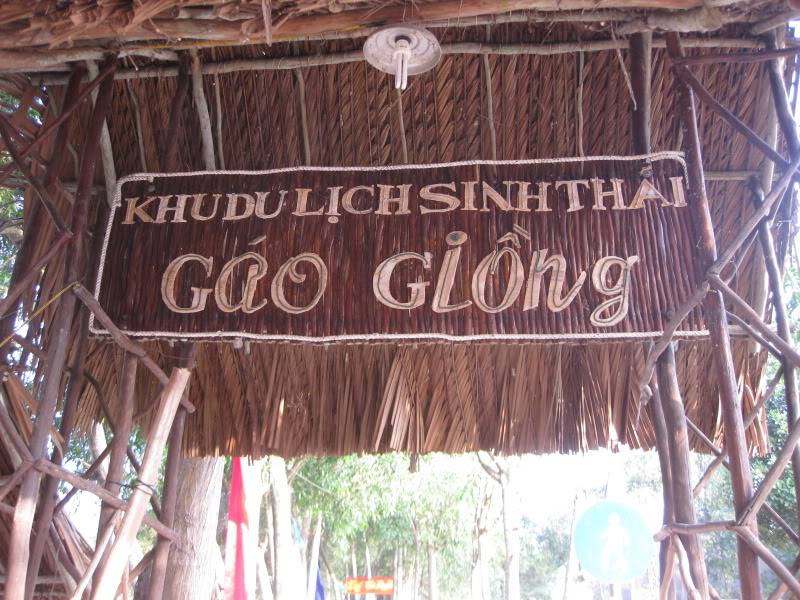 KHU DU LỊCH SINH THÁI
GÁO GIỒNG